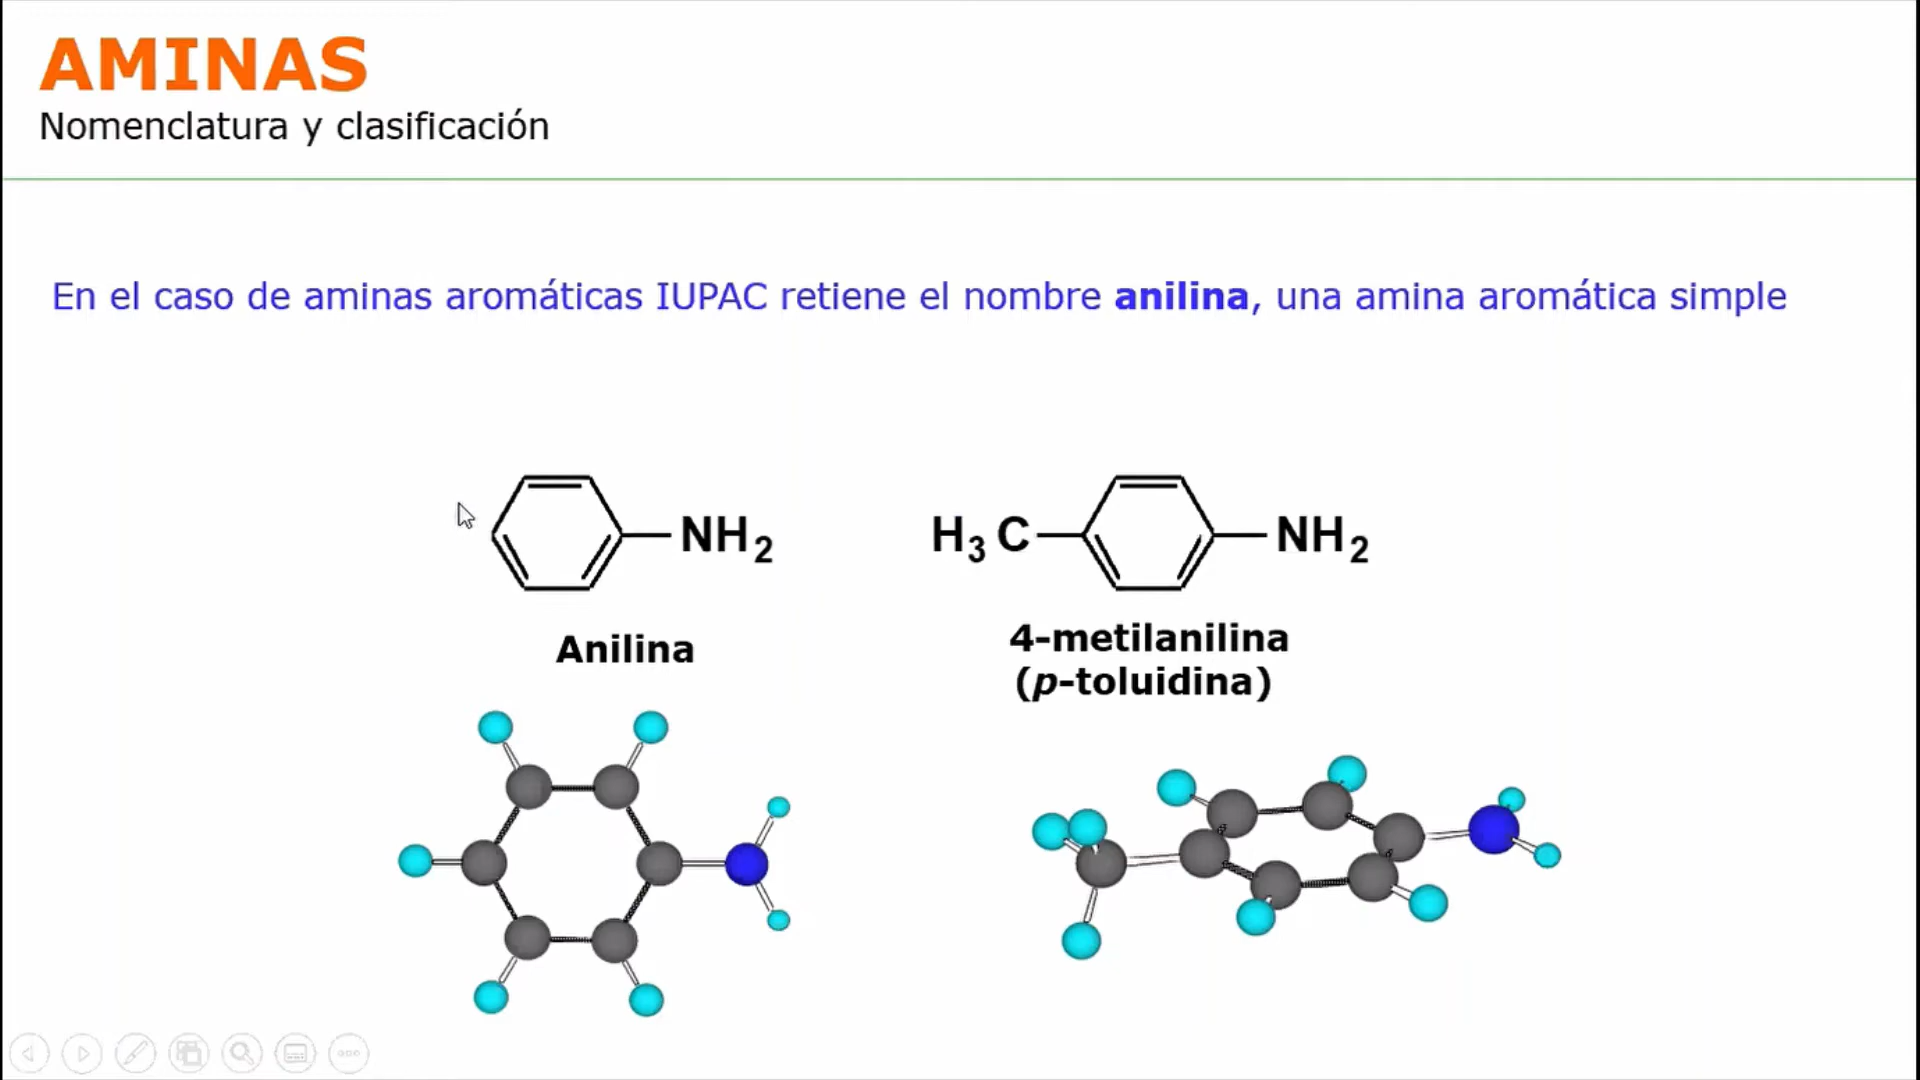 AMINAS
Nomenclatura y clasificación
En el caso de aminas aromáticas IUPAC retiene el nombre anilina, una amina aromática simple
NH₂
H₃C NH₂
Anilina
4-metilanilina
(p-toluidina)